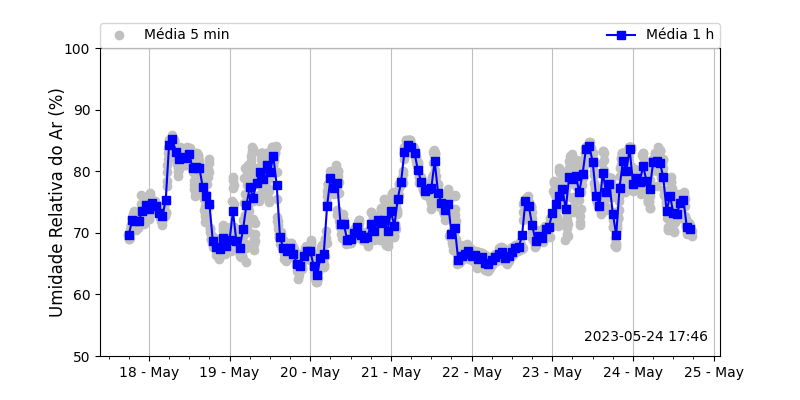 Média 5 min Média 1 h
Umidade Relativa do Ar (%)
100
90
80
70
60
50
2023-05-24 17:46
18 - May 19 - May 20 - May 21 - May 22 - May 23 - May 24 - May 25 - May